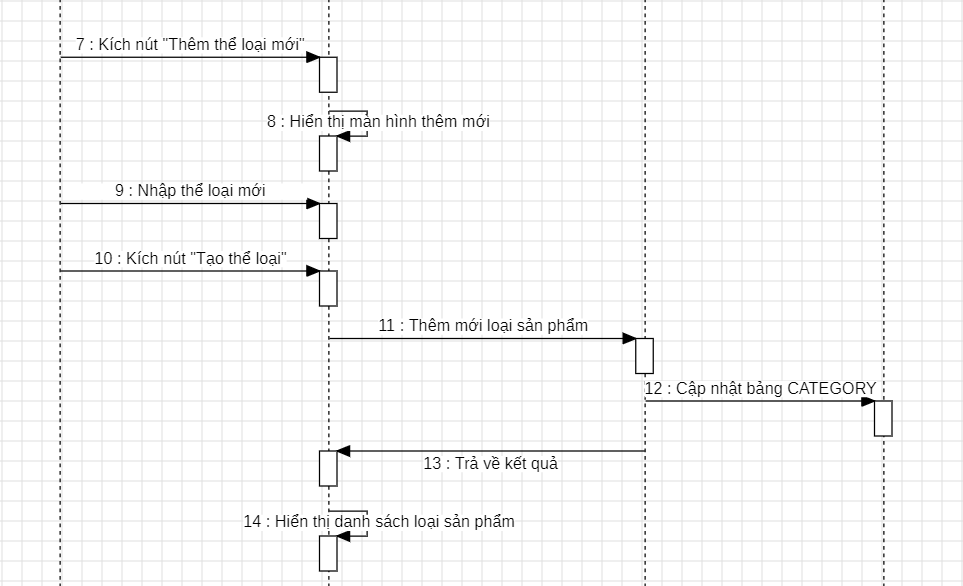 7 : Kích nút "Thêm thể loại mới"
8 : Hiển thị màn hình thêm mới
9 : Nhập thể loại mới
10 : Kích nút "Tạo thể loại"
11 : Thêm mới loại sản phẩm
12 : Cập nhật bảng CATEGORY
13 : Trả về kết quả
14 : Hiển thị danh sách loại sản phẩm